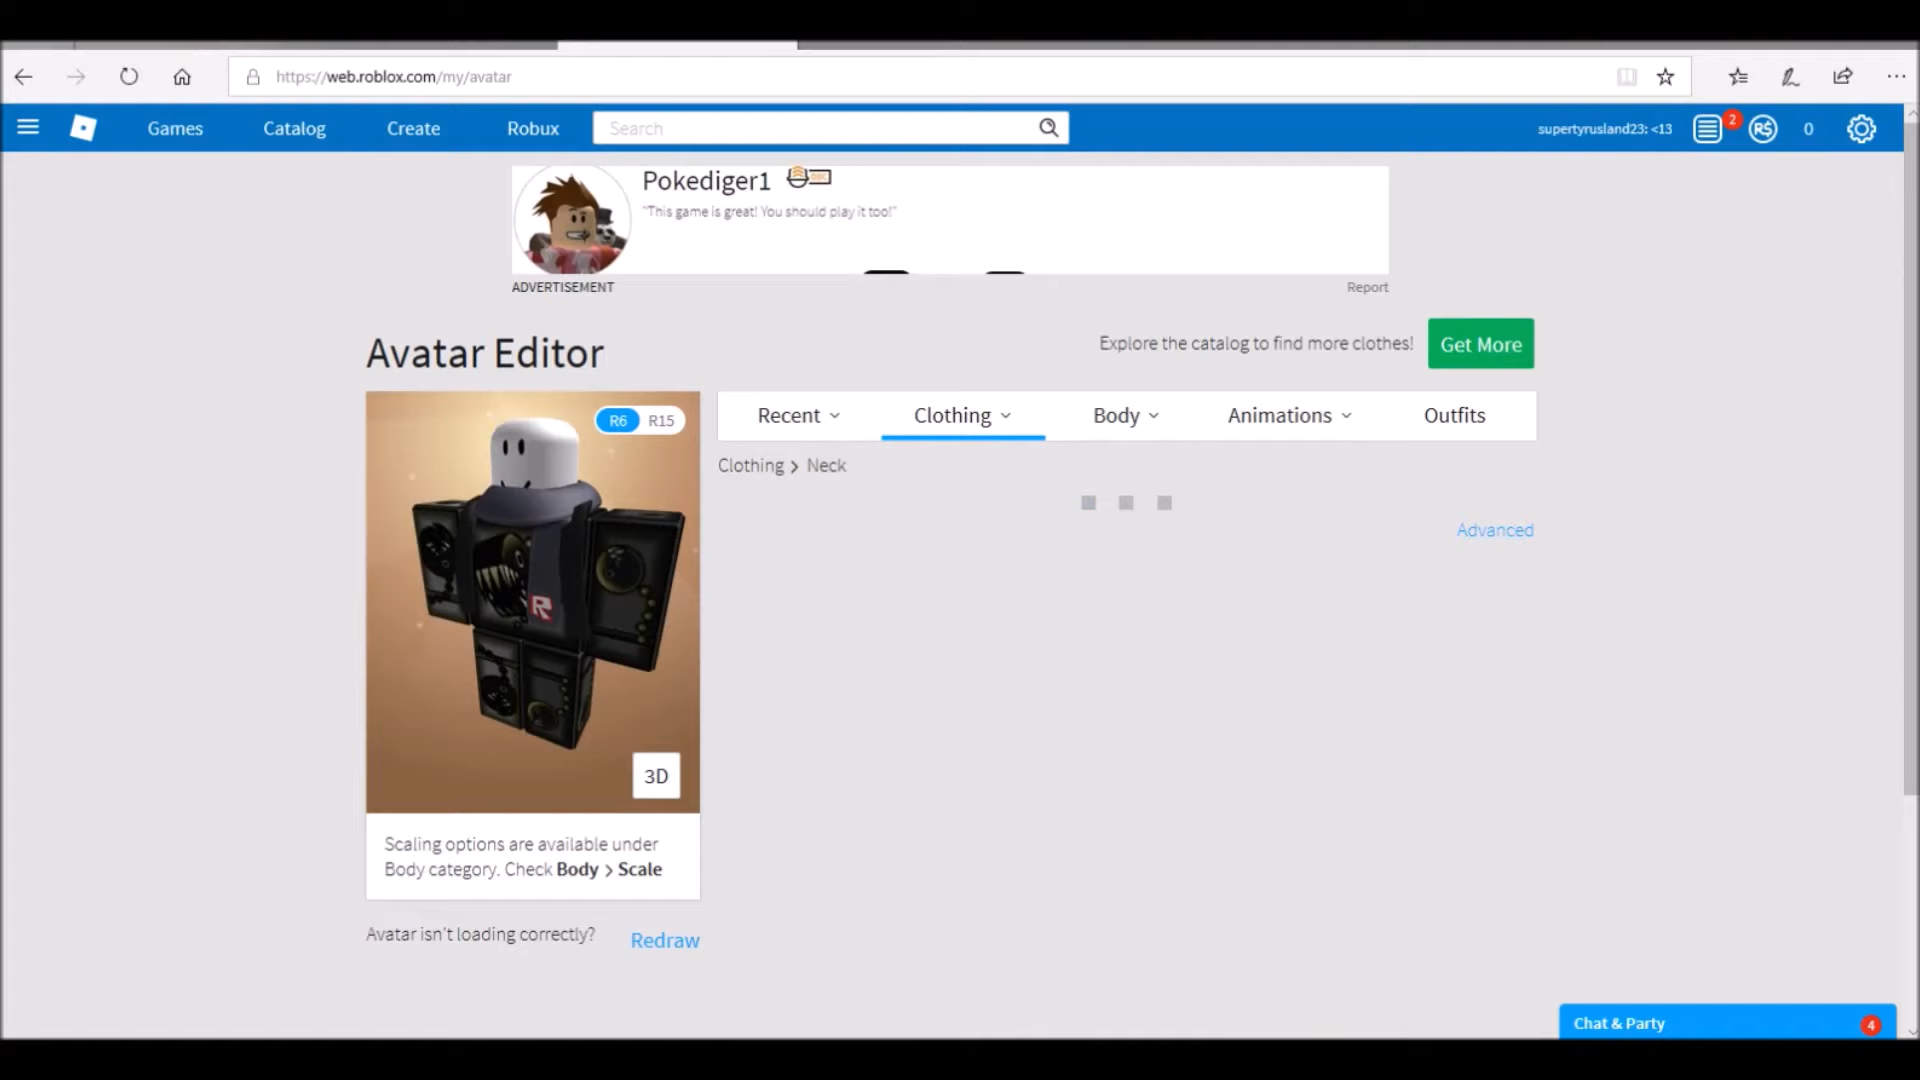 https://web.roblox.com/my/avatar
Games
Catalog
Create
Robux
Search
supertyrusland23: <13
2
R$
0
Pokediger1
"This game is great! You should play it too!"
ADVERTISEMENT
Report
Avatar Editor
Explore the catalog to find more clothes!
Get More
R6
R15
Recent
Clothing
Body
Animations
Outfits
Clothing > Neck
Advanced
R
3D
Scaling options are available under
Body category. Check Body > Scale
Avatar isn't loading correctly?
Redraw
Chat & Party
4